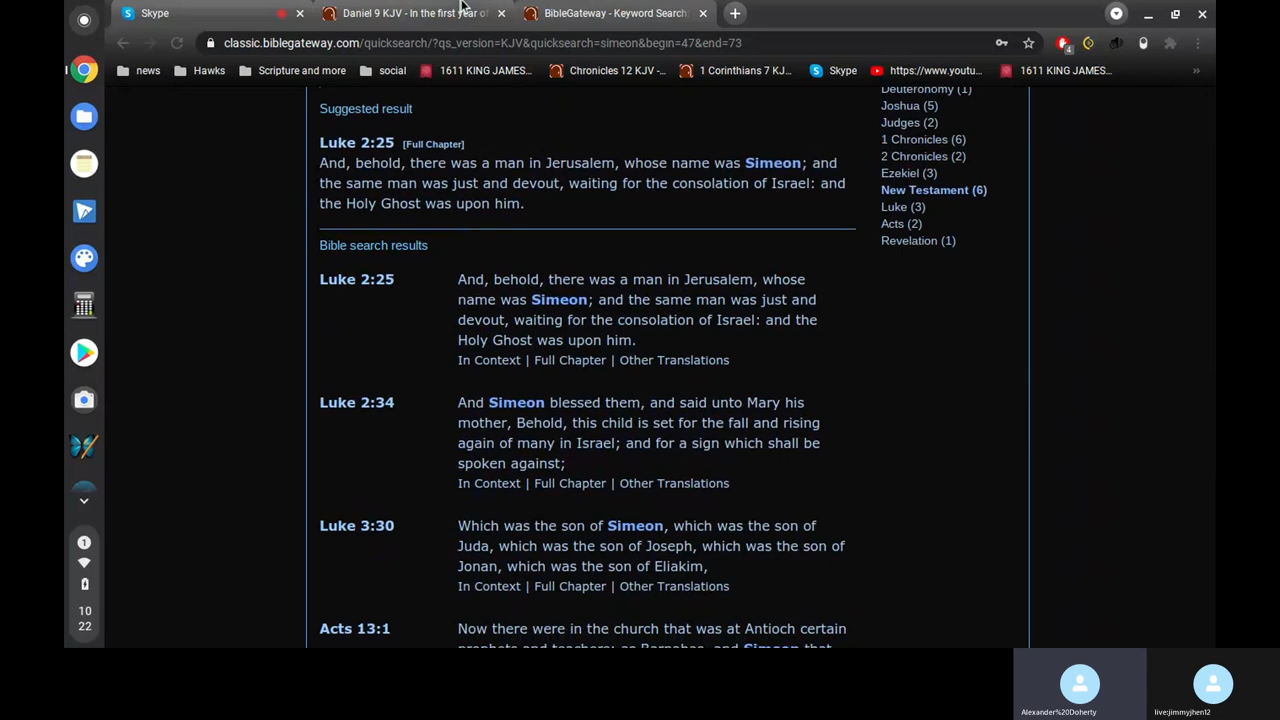 Skype
Daniel 9 KJV - In the first year of
BibleGateway - Keyword Search:
classic.biblegateway.com/quicksearch/?qs_version=KJV&quicksearch=simeon&begin=47&end=73
4
news
Hawks
Scripture and more
social
1611 KING JAMES...
Chronicles 12 KJV -...
1 Corinthians 7 KJ...
Skype
https://www.youtu...
1611 KING JAMES...
»
Suggested result
Luke 2:25 [Full Chapter]
And, behold, there was a man in Jerusalem, whose name was Simeon; and
the same man was just and devout, waiting for the consolation of Israel: and
the Holy Ghost was upon him.
Bible search results
Luke 2:25
And, behold, there was a man in Jerusalem, whose
name was Simeon; and the same man was just and
devout, waiting for the consolation of Israel: and the
Holy Ghost was upon him.
In Context | Full Chapter | Other Translations
Luke 2:34
And Simeon blessed them, and said unto Mary his
mother, Behold, this child is set for the fall and rising
again of many in Israel; and for a sign which shall be
spoken against;
In Context | Full Chapter | Other Translations
Luke 3:30
Which was the son of Simeon, which was the son of
Juda, which was the son of Joseph, which was the son of
Jonan, which was the son of Eliakim,
In Context | Full Chapter | Other Translations
Acts 13:1
Now there were in the church that was at Antioch certain
prophets and teachers; as Barnabas, and Simeon that
Deuteronomy (1)
Joshua (5)
Judges (2)
1 Chronicles (6)
2 Chronicles (2)
Ezekiel (3)
New Testament (6)
Luke (3)
Acts (2)
Revelation (1)
1
10
22
Alexander%20Doherty
live:jimmyjhen12